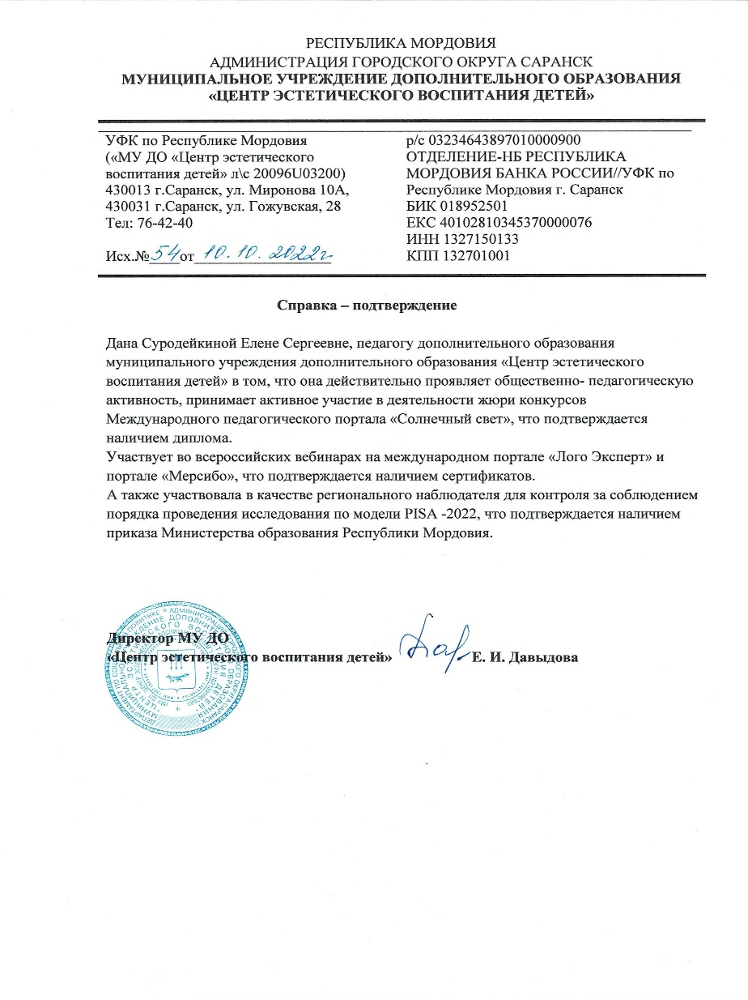 РЕСПУБЛИКА МОРДОВИЯ
АДМИНИСТРАЦИЯ ГОРОДСКОГО ОКРУГА САРАНСК
МУНИЦИПАЛЬНОЕ УЧРЕЖДЕНИЕ ДОПОЛНИТЕЛЬНОГО ОБРАЗОВАНИЯ
«ЦЕНТР ЭСТЕТИЧЕСКОГО ВОСПИТАНИЯ ДЕТЕЙ»
УФК по Республике Мордовия
(«МУ ДО «Центр эстетического
воспитания детей» л\с 20096U03200)
430013 г.Саранск, ул. Миронова 10А,
430031 г.Саранск, ул. Гожувская, 28
Тел: 76-42-40
Исх.№ 54 от 10.10.2022г
р/с 03234643897010000900
ОТДЕЛЕНИЕ-НБ РЕСПУБЛИКА
МОРДОВИЯ БАНКА РОССИИ//УФК по
Республике Мордовия г. Саранск
БИК 018952501
ЕКС 40102810345370000076
ИНН 1327150133
КПП 132701001
Справка – подтверждение
Дана Суродейкиной Елене Сергеевне, педагогу дополнительного образования
муниципального учреждения дополнительного образования «Центр эстетического
воспитания детей» в том, что она действительно проявляет общественно- педагогическую
активность, принимает активное участие в деятельности жюри конкурсов
Международного педагогического портала «Солнечный свет», что подтверждается
наличием диплома.
Участвует во всероссийских вебинарах на международном портале «Лого Эксперт» и
портале «Мерсибо», что подтверждается наличием сертификатов.
А также участвовала в качестве регионального наблюдателя для контроля за соблюдением
порядка проведения исследования по модели PISA -2022, что подтверждается наличием
приказа Министерства образования Республики Мордовия.
Директор МУ ДО
«Центр эстетического воспитания детей» Е. И. Давыдова